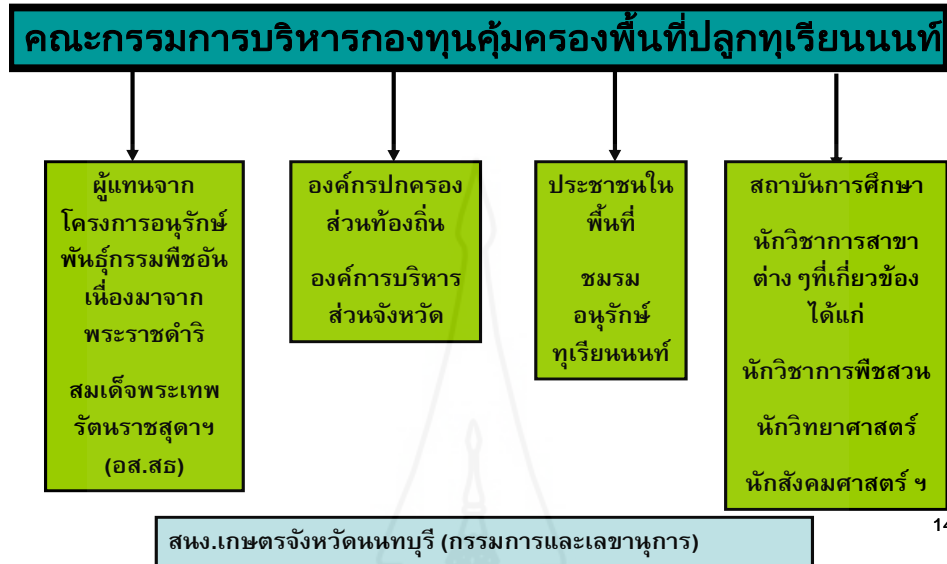 คณะกรรมการบริหารกองทุนคุ้มครองพื้นที่ปลูกทุเรียนนนท์
ผู้แทนจาก
โครงการอนุรักษ์
พันธุ์กรรมพืชอัน
เนื่องมาจาก
พระราชดำริ
สมเด็จพระเทพ
รัตนราชสุดาฯ
(อส.สธ)
องค์กรปกครอง
ส่วนท้องถิ่น
องค์การบริหาร
ส่วนจังหวัด
ประชาชนใน
พื้นที่
ชมรม
อนุรักษ์
ทุเรียนนนท์
สถาบันการศึกษา
นักวิชาการสาขา
ต่าง ๆที่เกี่ยวข้อง
ได้แก่
นักวิชาการพืชสวน
นักวิทยาศาสตร์
นักสังคมศาสตร์ ฯ
สนง.เกษตรจังหวัดนนทบุรี (กรรมการและเลขานุการ)
14